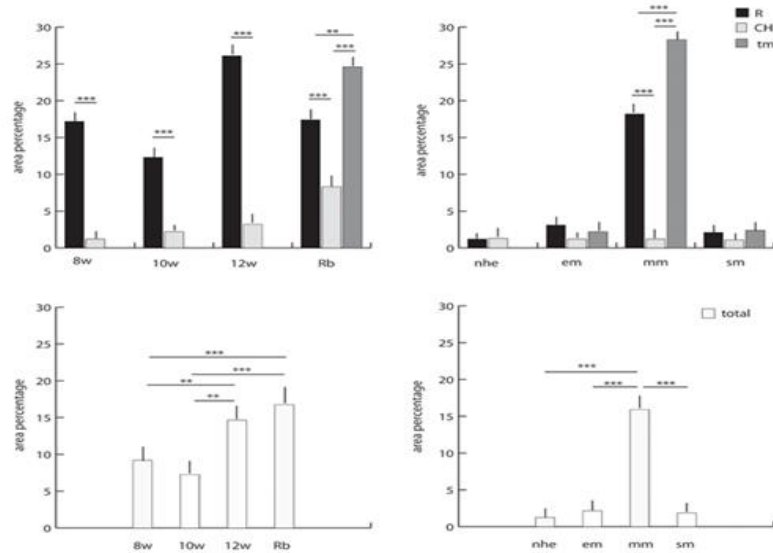 R
CH
tm
area percentage
30
25
20
15
10
5
0
***
***
***
***
**
***
8w
10w
12w
Rb
area percentage
30
25
20
15
10
5
0
***
***
***
nhe
em
mm
sm
area percentage
30
25
20
15
10
5
0
***
***
**
**
8w
10w
12w
Rb
total
area percentage
30
25
20
15
10
5
0
***
***
***
nhe
em
mm
sm